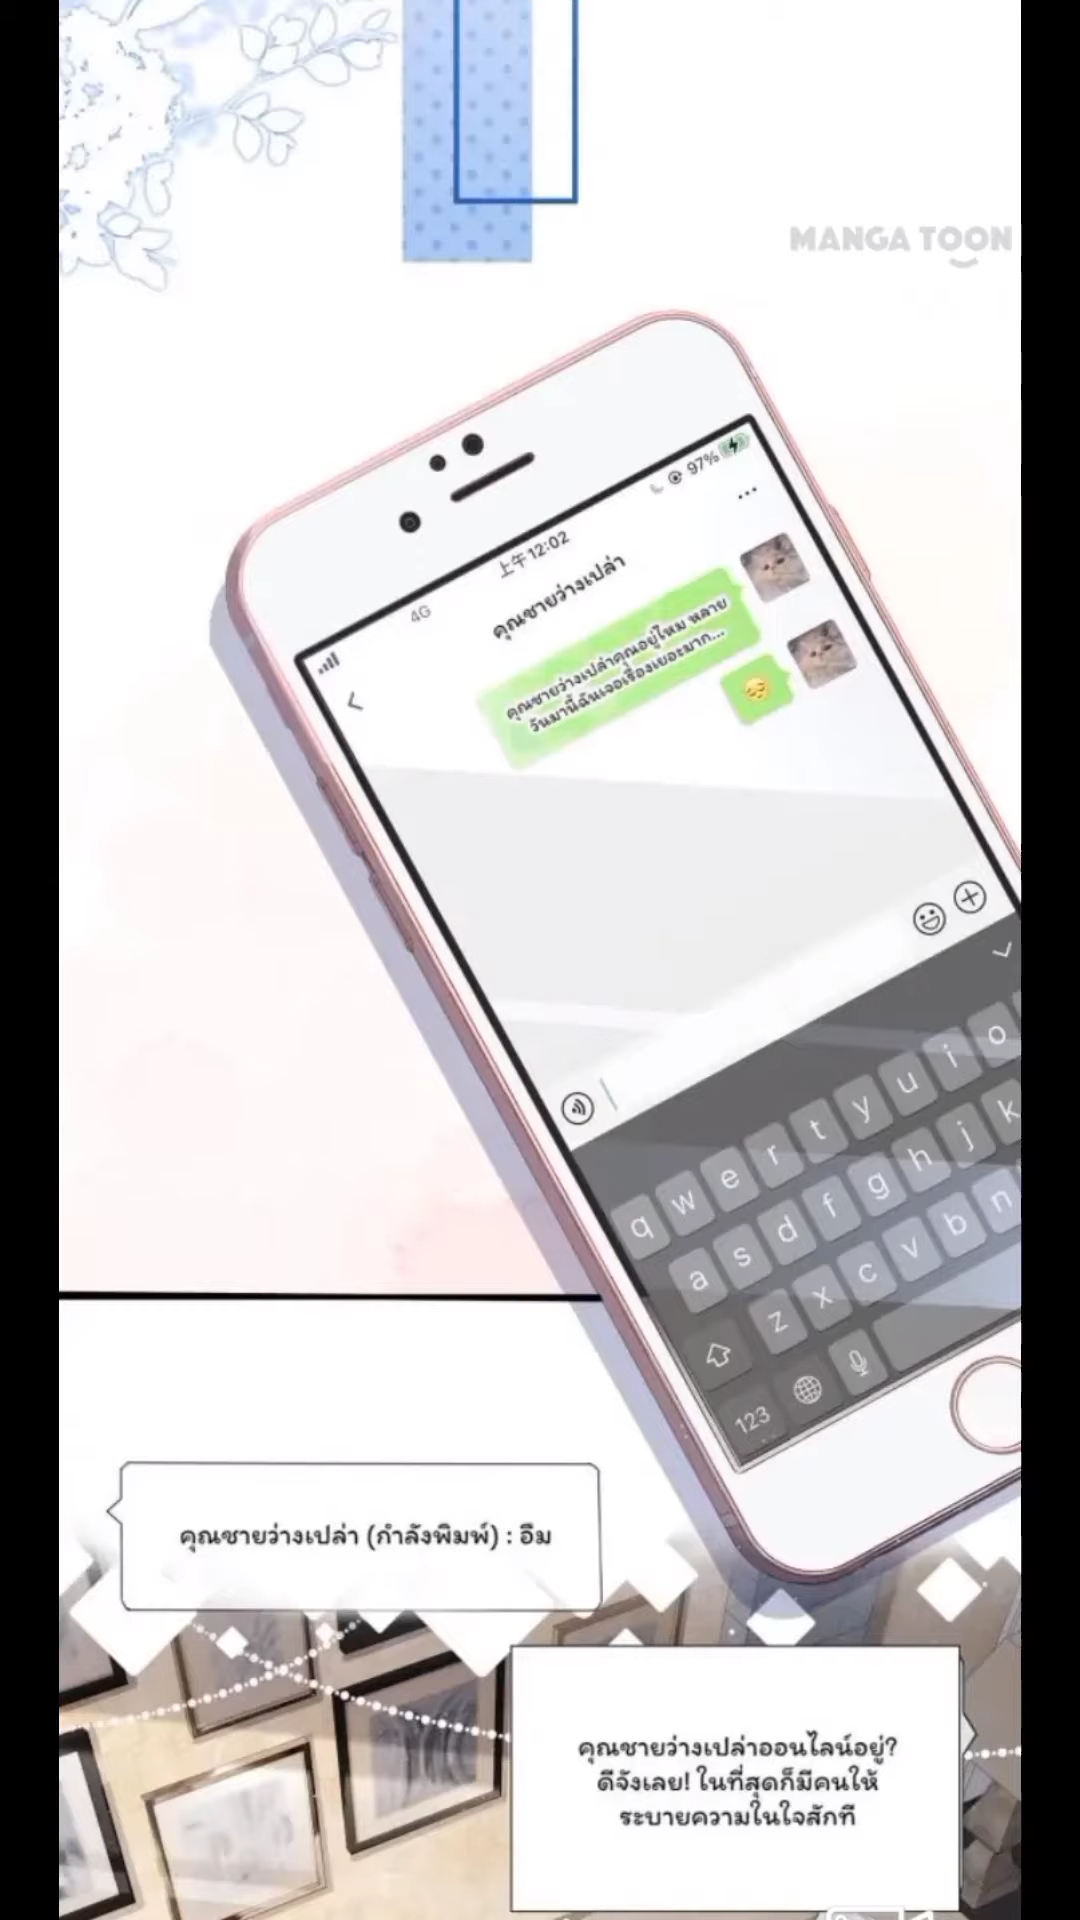 MANGA TOON
4G
上午12:02
97%
คุณชายว่างเปล่า
คุณชายว่างเปล่าคุณอยู่ไหม หลาย
วันมานี้ฉันเจอเรื่องเยอะมาก...
q w e r t y u i o
a s d f g h j k
z x c v b n
123
คุณชายว่างเปล่า (กำลังพิมพ์) : อืม
คุณชายว่างเปล่าออนไลน์อยู่?
ดีจังเลย! ในที่สุดก็มีคนให้
ระบายความในใจสักที